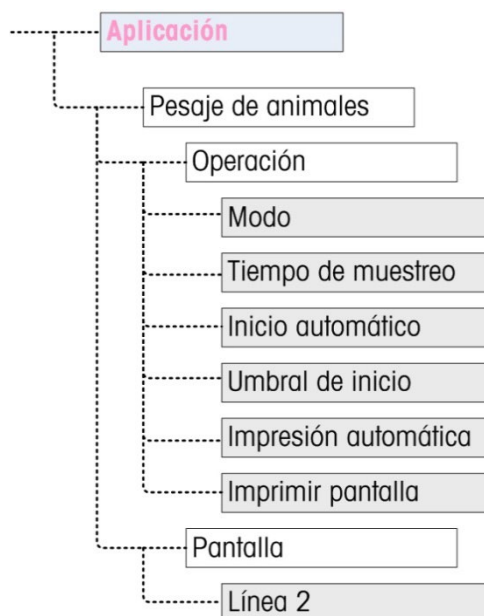 Aplicación
Pesaje de animales
Operación
Modo
Tiempo de muestreo
Inicio automático
Umbral de inicio
Impresión automática
Imprimir pantalla
Pantalla
Línea 2